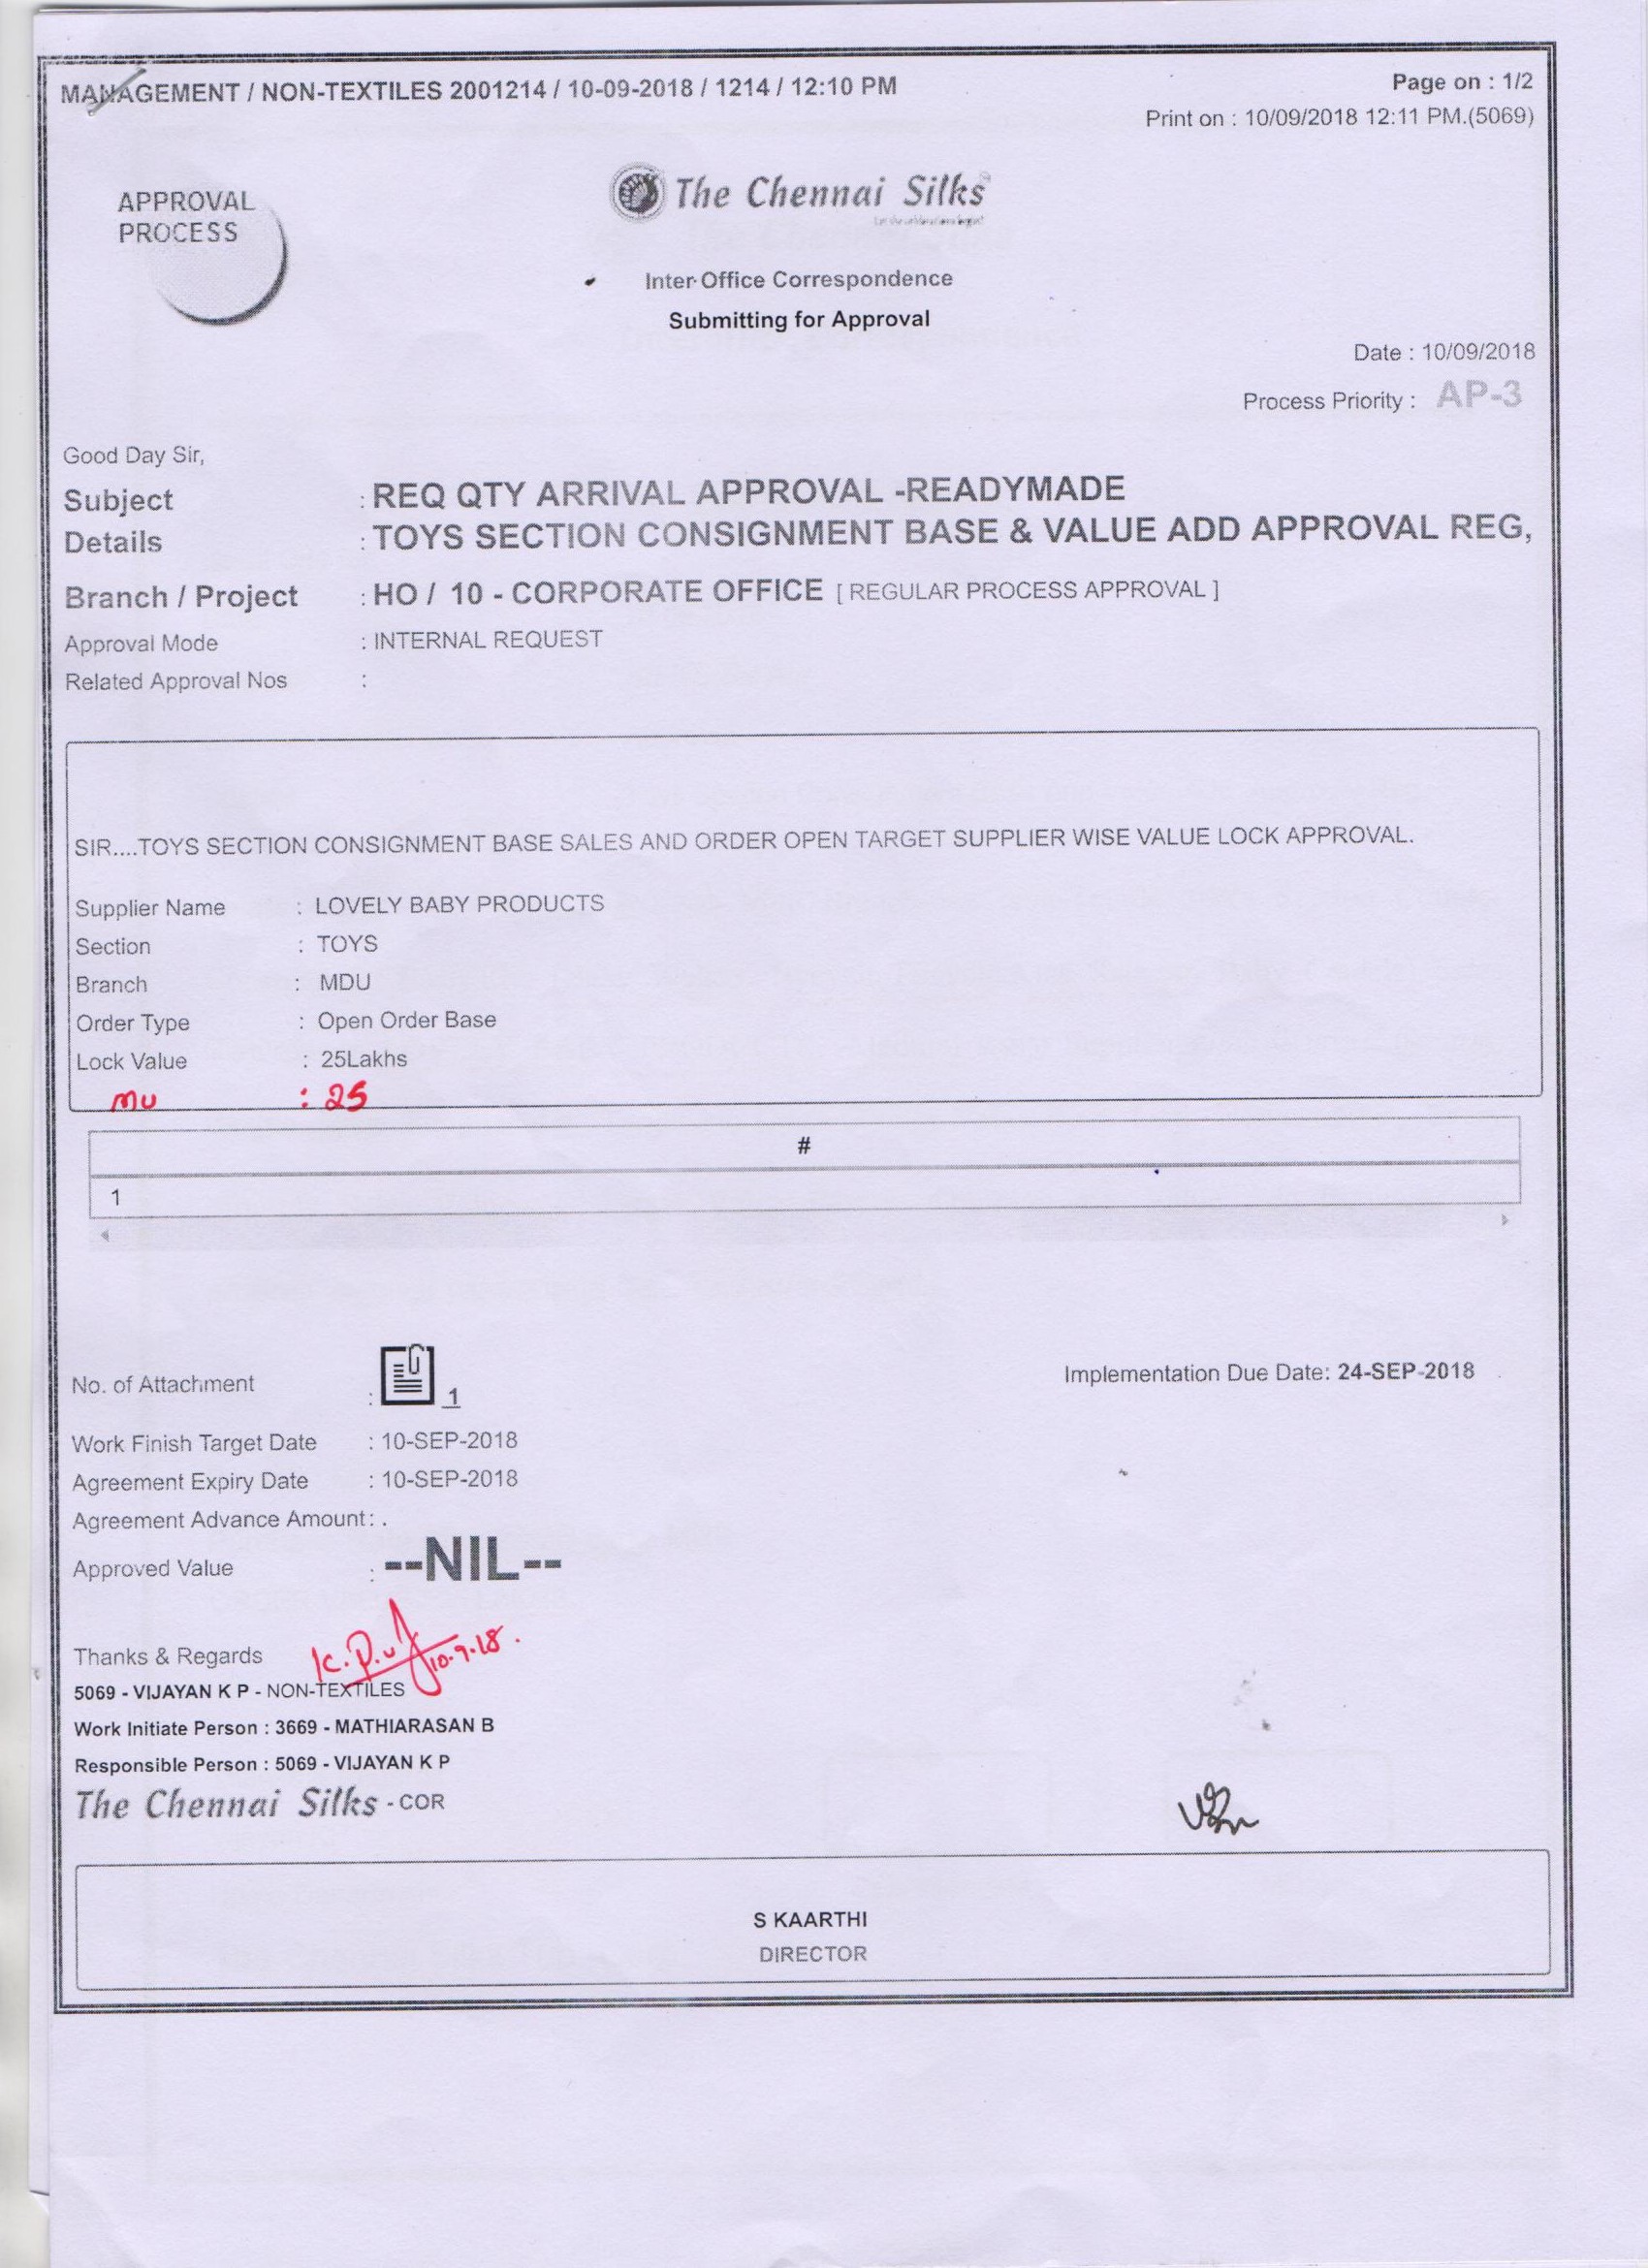 MANAGEMENT / NON-TEXTILES 2001214 / 10-09-2018 / 1214 / 12:10 PM
Page on : 1/2
Print on : 10/09/2018 12:11 PM.(5069)
APPROVAL
PROCESS
The Chennai Silks
Inter-Office Correspondence
Submitting for Approval
Date : 10/09/2018
Process Priority : AP-3
Good Day Sir,
Subject : REQ QTY ARRIVAL APPROVAL -READYMADE
Details : TOYS SECTION CONSIGNMENT BASE & VALUE ADD APPROVAL REG,
Branch / Project : HO / 10 - CORPORATE OFFICE [ REGULAR PROCESS APPROVAL ]
Approval Mode : INTERNAL REQUEST
Related Approval Nos :
SIR....TOYS SECTION CONSIGNMENT BASE SALES AND ORDER OPEN TARGET SUPPLIER WISE VALUE LOCK APPROVAL.
Supplier Name : LOVELY BABY PRODUCTS
Section : TOYS
Branch : MDU
Order Type : Open Order Base
Lock Value : 25Lakhs
MU : 25
#
1
No. of Attachment : 1
Implementation Due Date: 24-SEP-2018
Work Finish Target Date : 10-SEP-2018
Agreement Expiry Date : 10-SEP-2018
Agreement Advance Amount: .
Approved Value : --NIL--
10.9.18.
Thanks & Regards
5069 - VIJAYAN K P - NON-TEXTILES
Work Initiate Person : 3669 - MATHIARASAN B
Responsible Person : 5069 - VIJAYAN K P
The Chennai Silks - COR
S KAARTHI
DIRECTOR